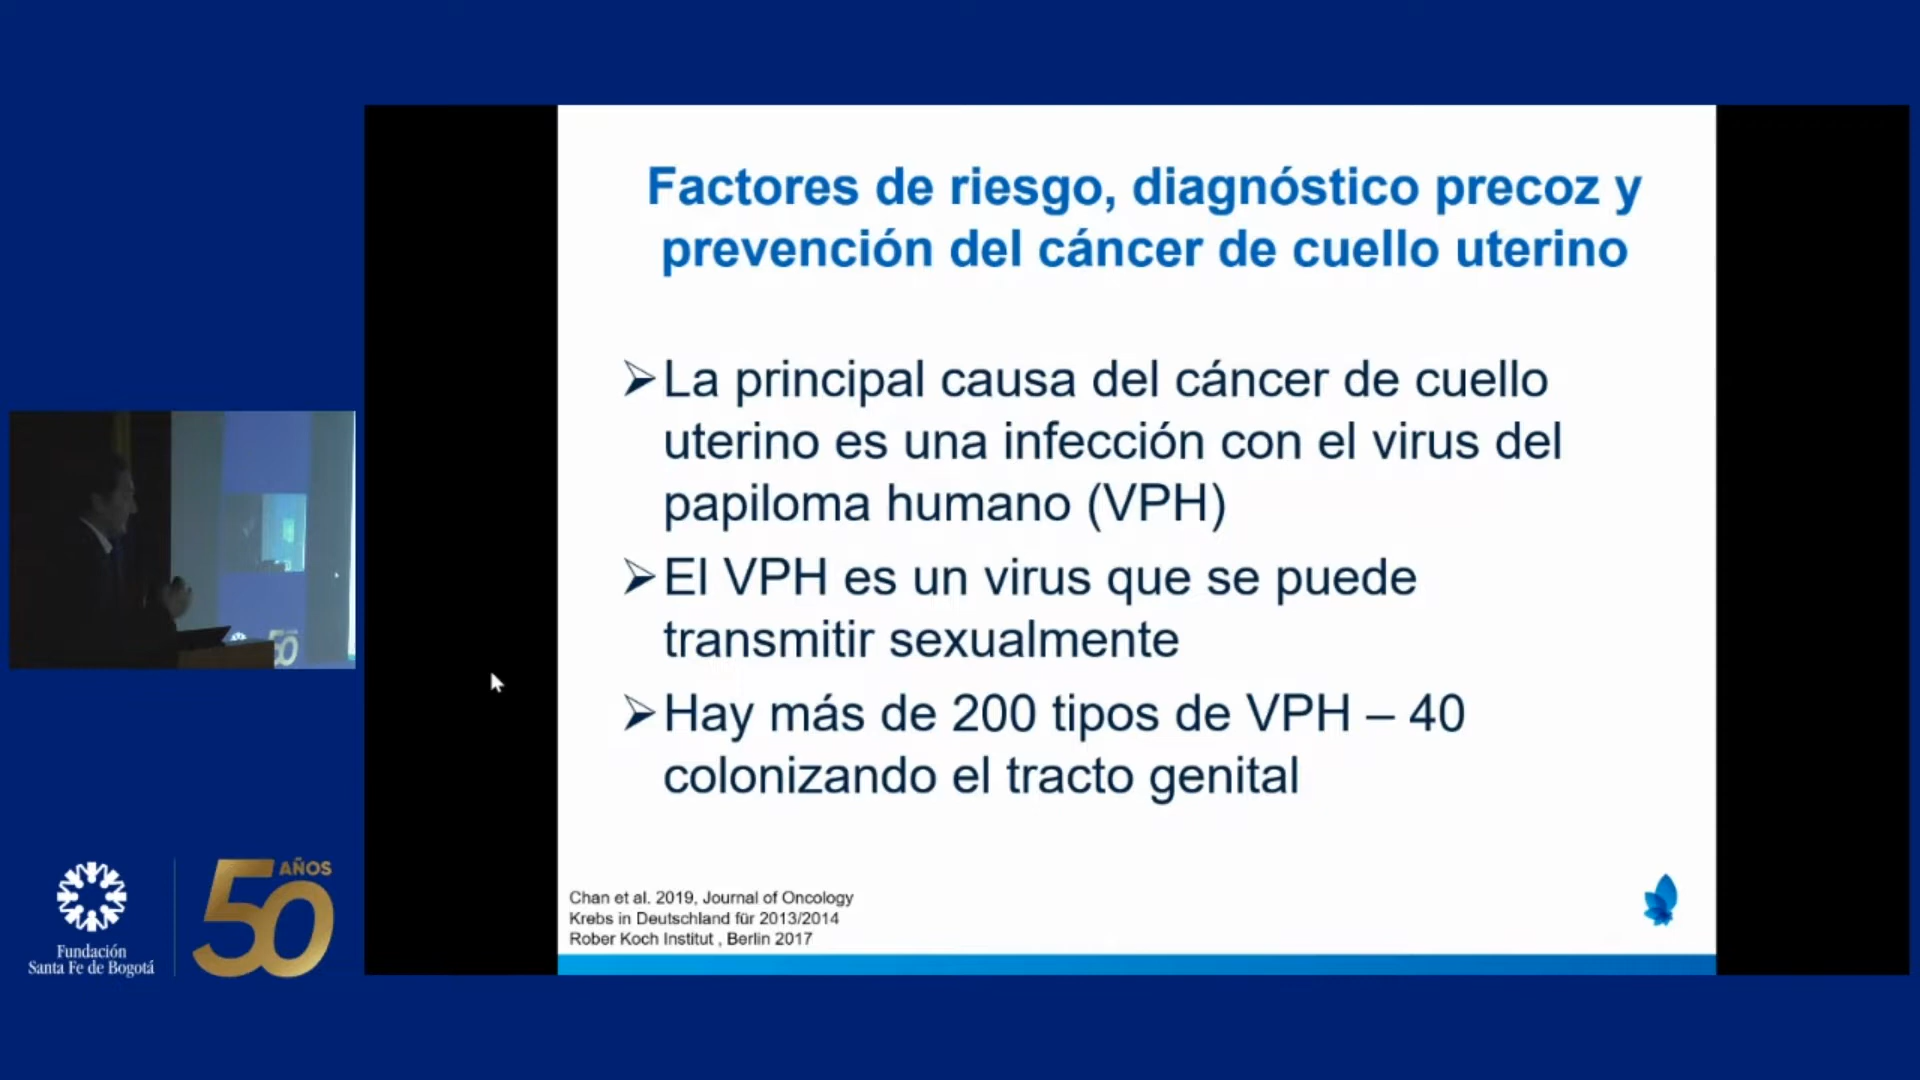 Factores de riesgo, diagnóstico precoz y
prevención del cáncer de cuello uterino
➢La principal causa del cáncer de cuello
uterino es una infección con el virus del
papiloma humano (VPH)
➢El VPH es un virus que se puede
transmitir sexualmente
➢Hay más de 200 tipos de VPH – 40
colonizando el tracto genital
Chan et al. 2019, Journal of Oncology
Krebs in Deutschland für 2013/2014
Rober Koch Institut , Berlin 2017
50
Fundación
Santa Fe de Bogotá
50 AÑOS